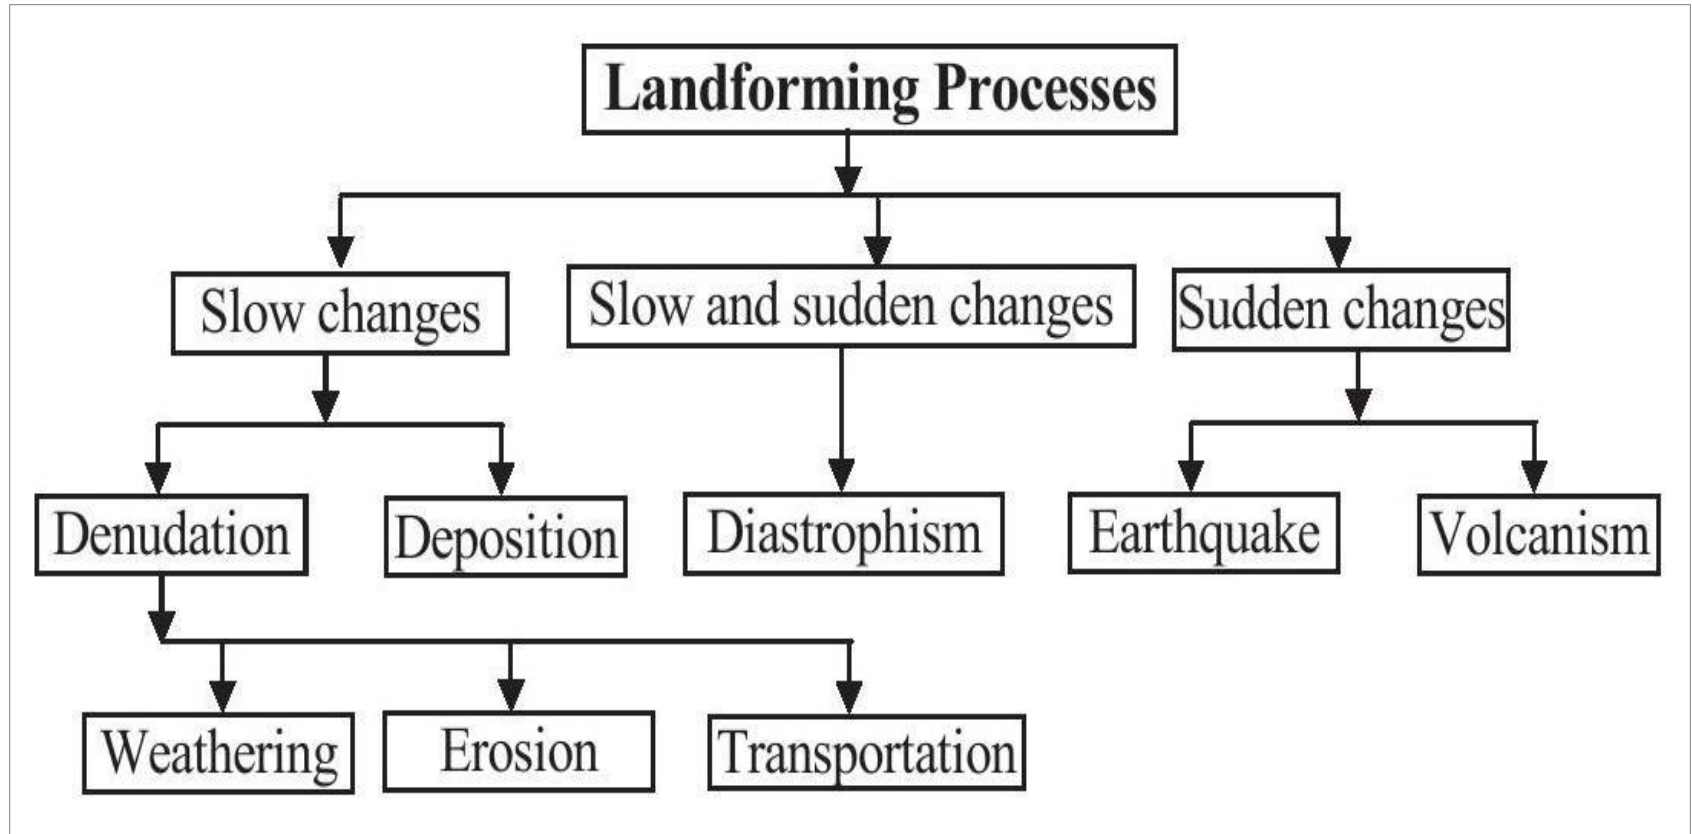 Landforming Processes
Slow changes
Slow and sudden changes
Sudden changes
Denudation
Deposition
Diastrophism
Earthquake
Volcanism
Weathering
Erosion
Transportation